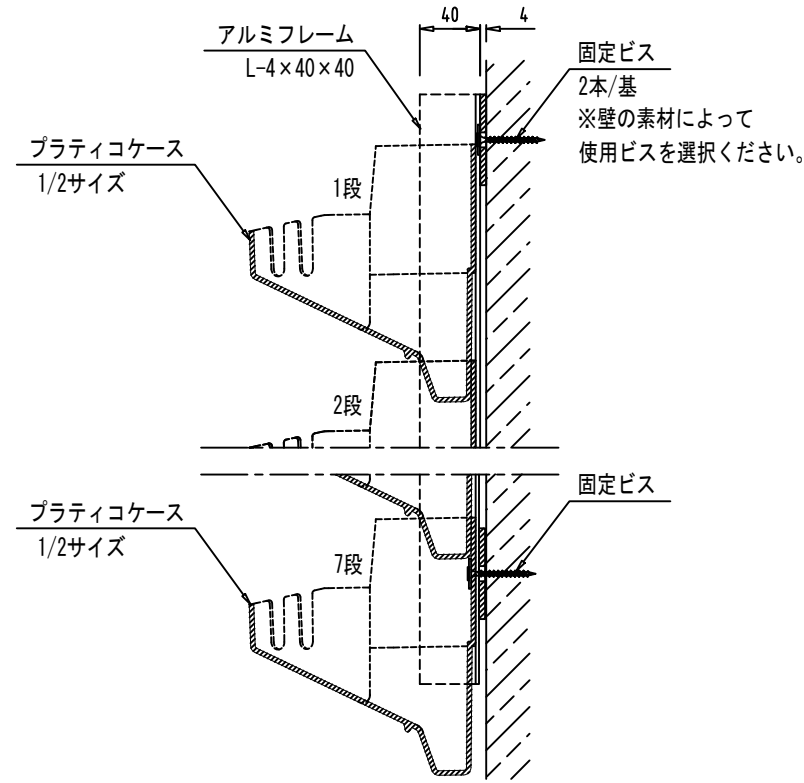 40
4
アルミフレーム
L-4×40×40
固定ビス
2本/基
※壁の素材によって
使用ビスを選択ください。
プラティコケース
1/2サイズ
1段
2段
固定ビス
プラティコケース
1/2サイズ
7段